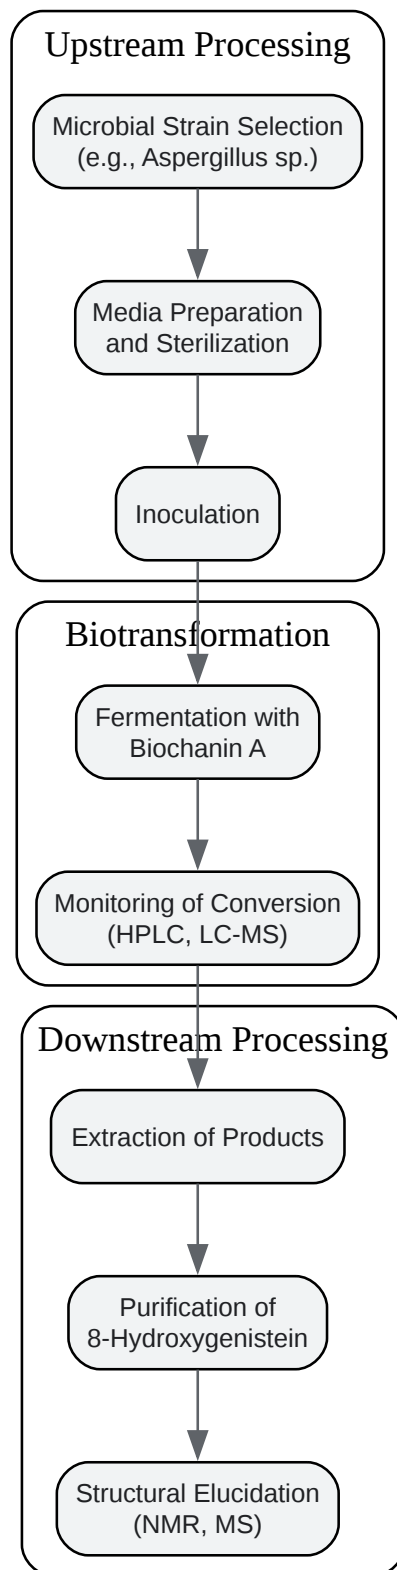 Upstream Processing
Microbial Strain Selection
(e.g., Aspergillus sp.)
Media Preparation
and Sterilization
Inoculation
Biotransformation
Fermentation with
Biochanin A
Monitoring of Conversion
(HPLC, LC-MS)
Downstream Processing
Extraction of Products
Purification of
8-Hydroxygenistein
Structural Elucidation
(NMR, MS)